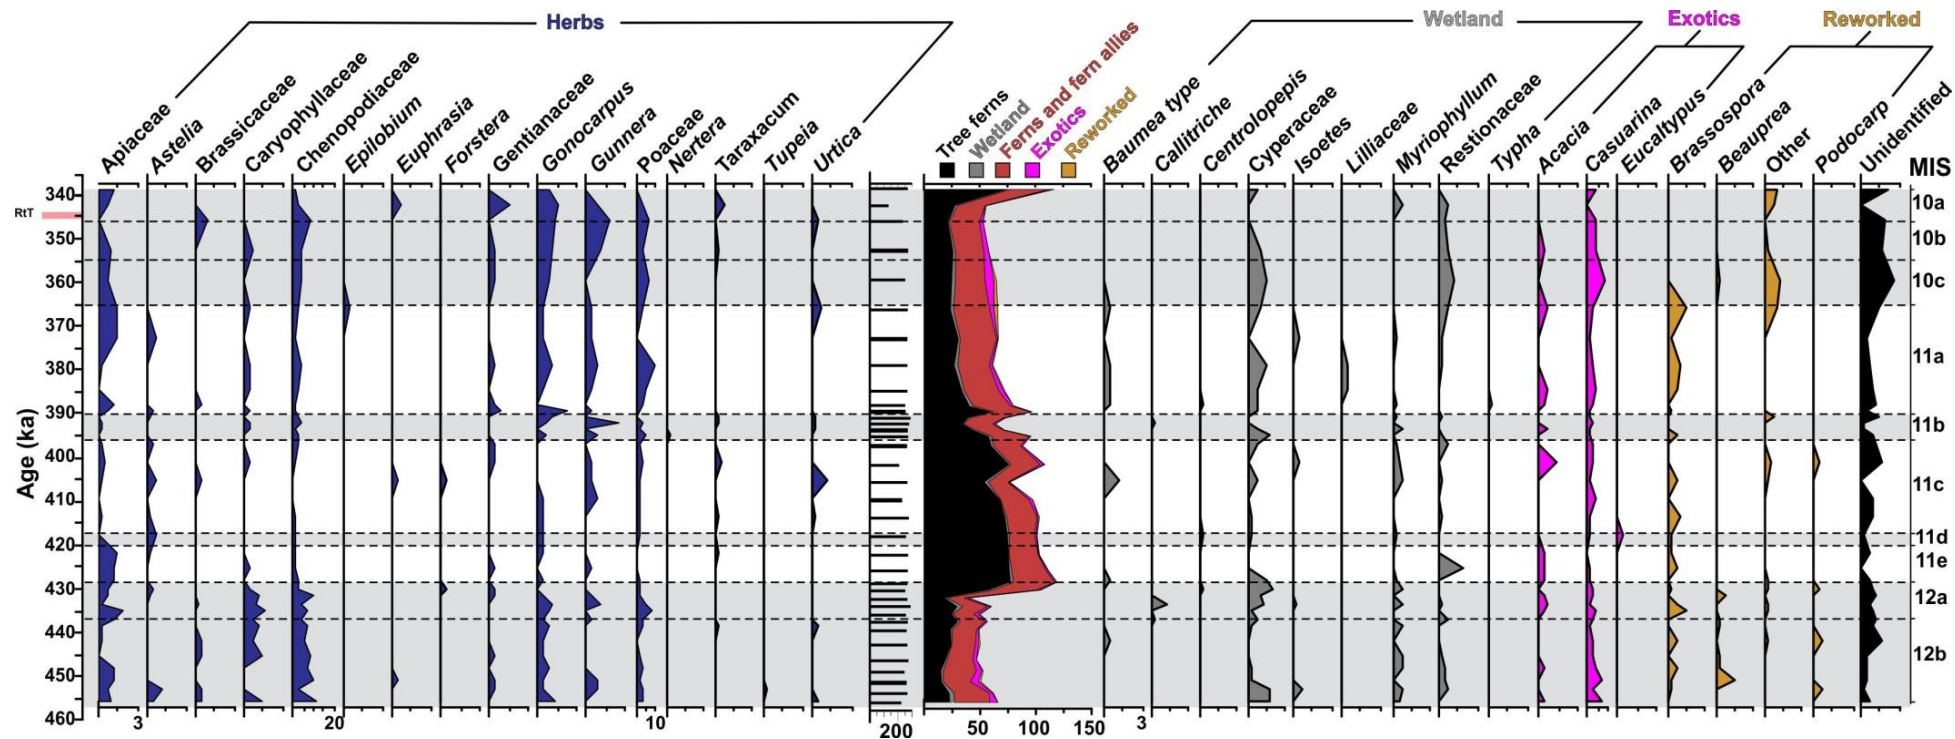 Herbs
Wetland
Exotics
Reworked
Apiaceae
Astelia
Brassicaceae
Caryophyllaceae
Chenopodiaceae
Epilobium
Euphrasia
Forstera
Gentianaceae
Gonocarpus
Gunnera
Poaceae
Nertera
Taraxacum
Tupeia
Urtica
Tree ferns
Wetland
Ferns and fern allies
Exotics
Reworked
Baumea type
Callitriche
Centrolopepis
Cyperaceae
Isoetes
Lilliaceae
Myriophyllum
Restionaceae
Typha
Acacia
Casuarina
Eucaltypus
Brassospora
Beauprea
Other
Podocarp
Unidentified
MIS
Age (ka)
RtT
340
350
360
370
380
390
400
410
420
430
440
450
460
10a
10b
10c
11a
11b
11c
11d
11e
12a
12b
3
20
10
200
50
100
150
3